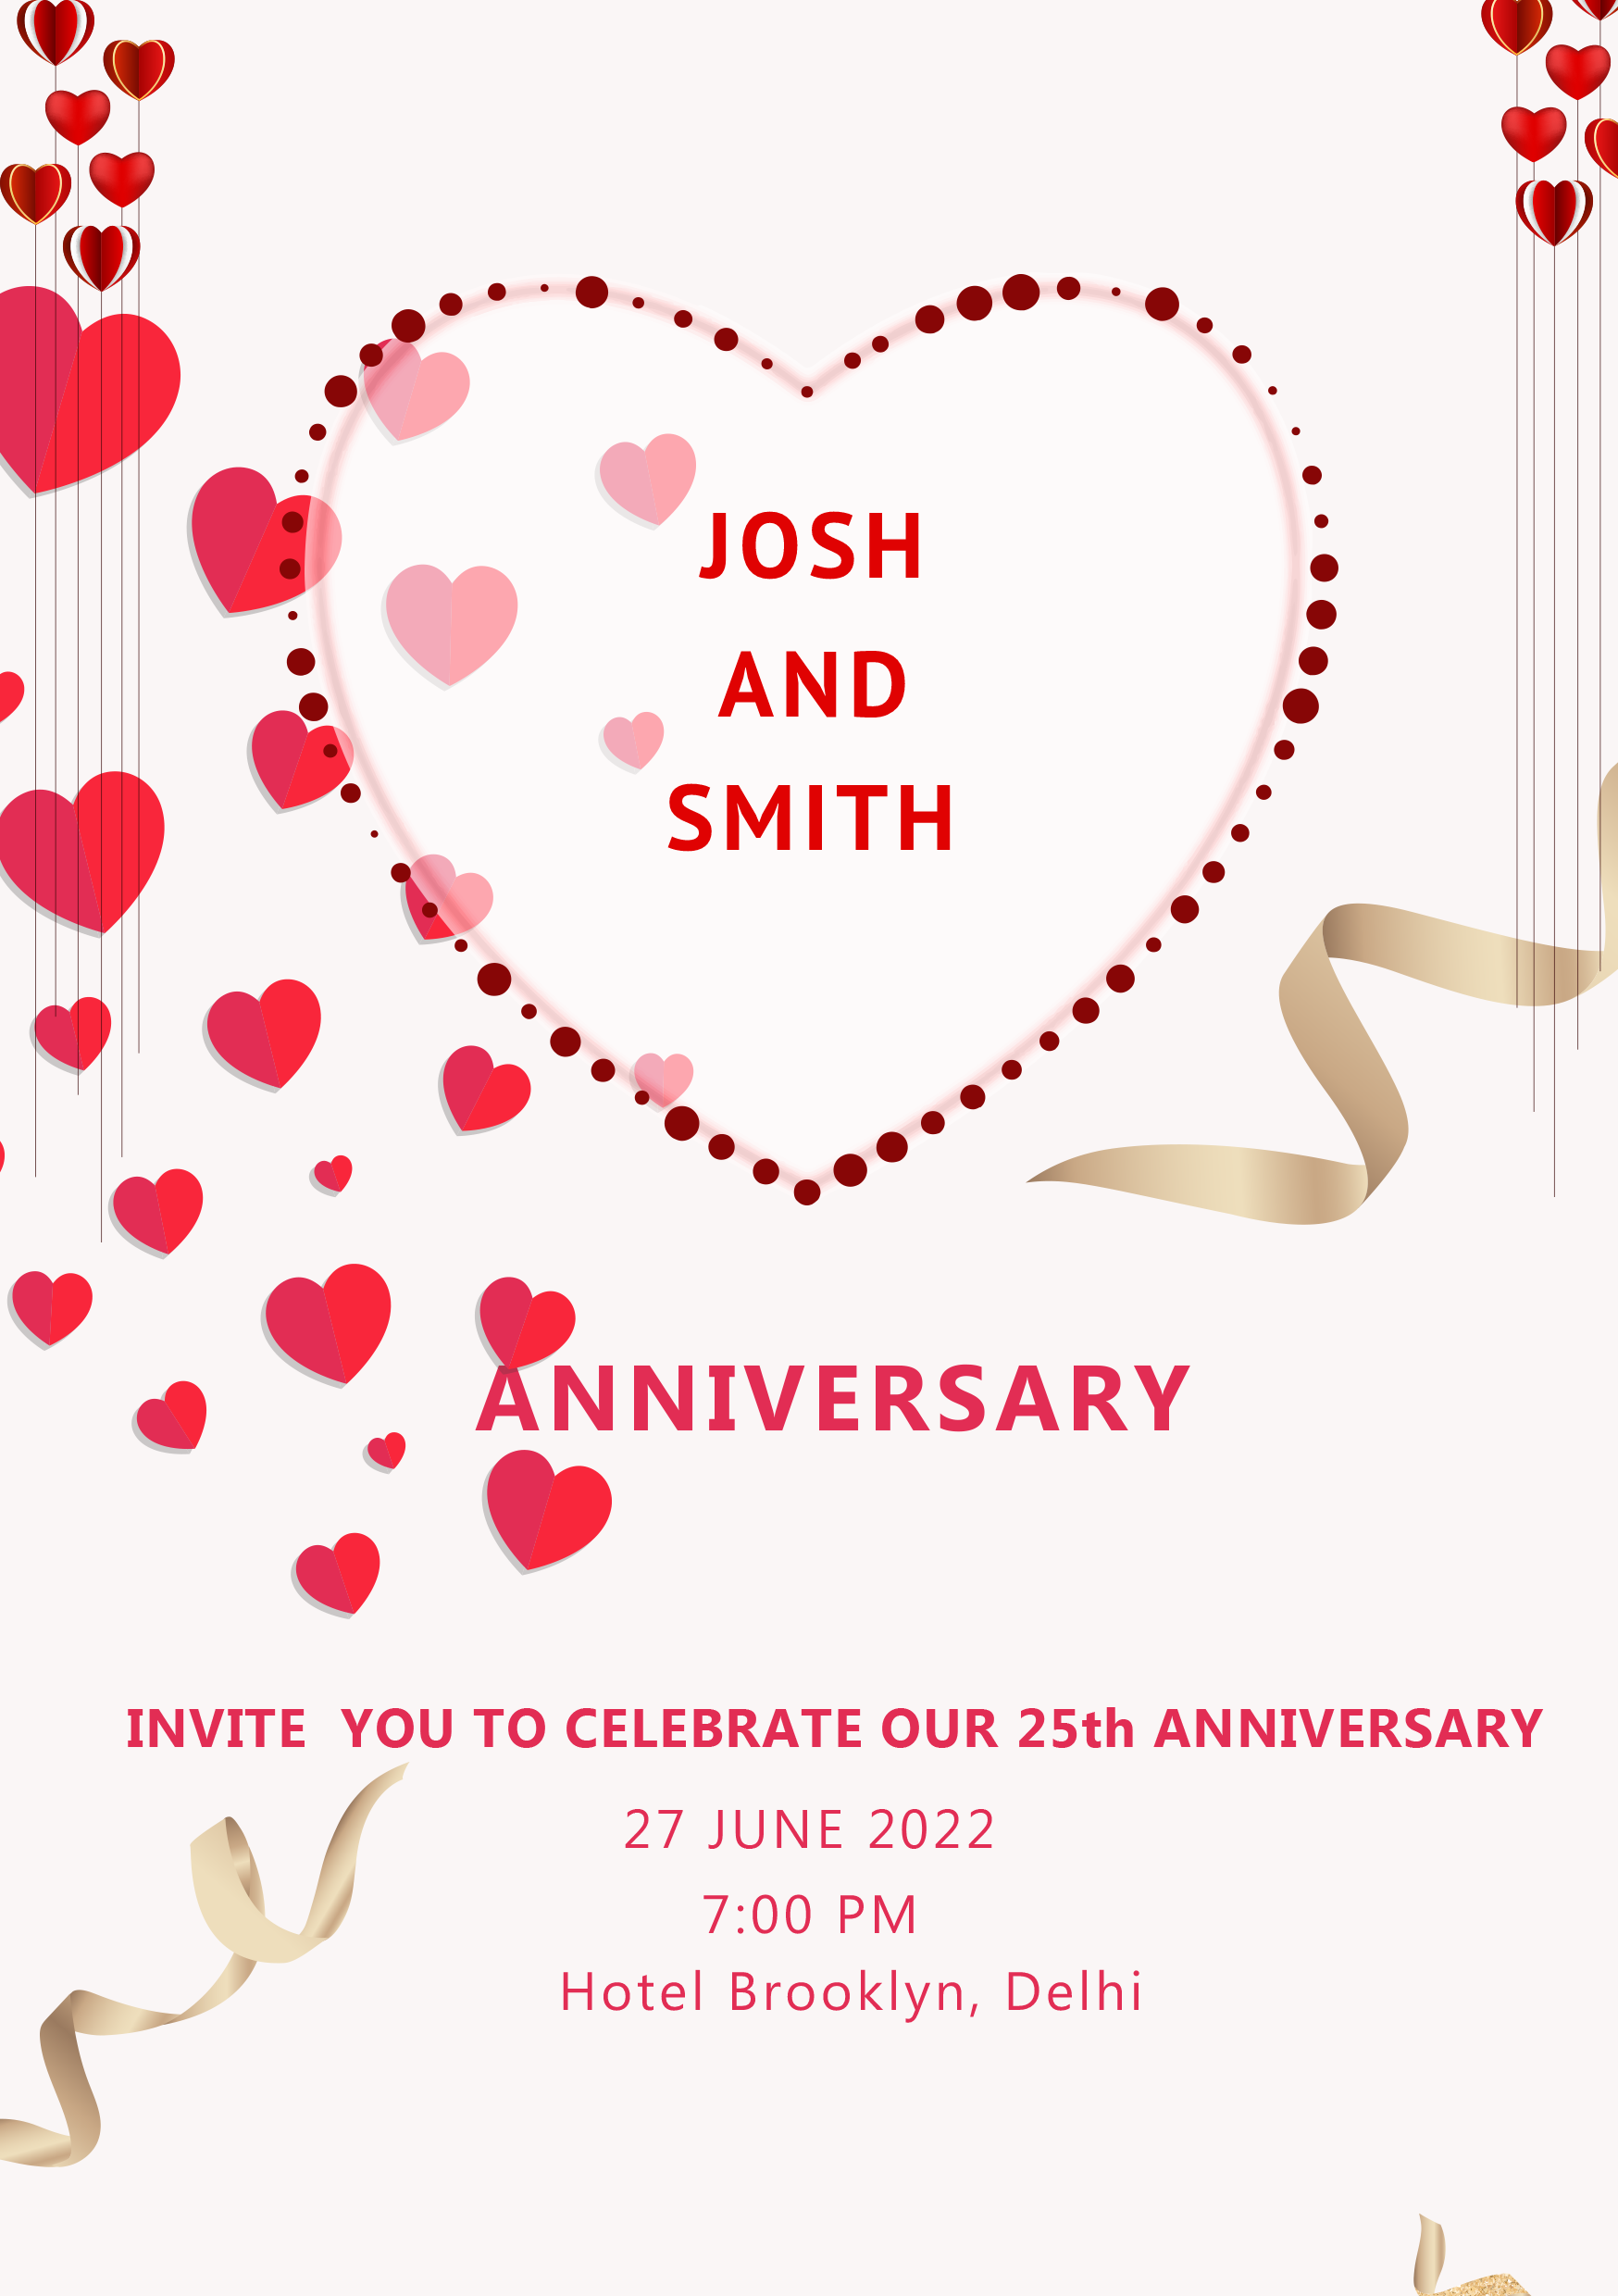 JOSH
AND
SMITH
ANNIVERSARY
INVITE  YOU TO CELEBRATE OUR 25th ANNIVERSARY
27 JUNE 2022
7:00 PM
Hotel Brooklyn, Delhi